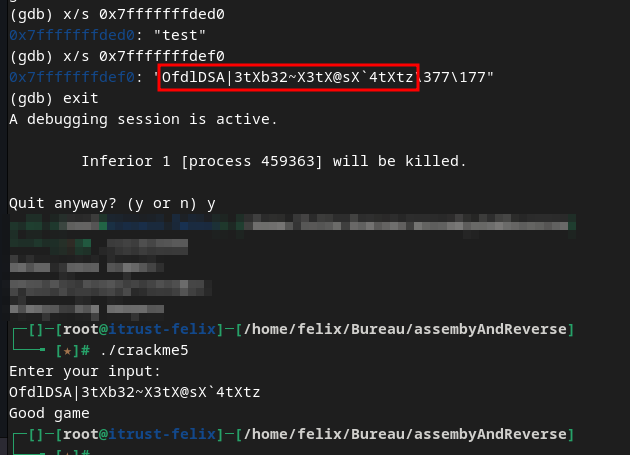 (gdb) x/s 0x7fffffffded0
0x7fffffffded0: "test"
(gdb) x/s 0x7fffffffdef0
0x7fffffffdef0: "OfdlDSA|3tXb32~X3tX@sX`4tXtz\377\177"
(gdb) exit
A debugging session is active.
Inferior 1 [process 459363] will be killed.
Quit anyway? (y or n) y
┌─[]─[root@itrust-felix]─[/home/felix/Bureau/assembyAndReverse]
└──╼ [★]# ./crackme5
Enter your input:
OfdlDSA|3tXb32~X3tX@sX`4tXtz
Good game
┌─[]─[root@itrust-felix]─[/home/felix/Bureau/assembyAndReverse]